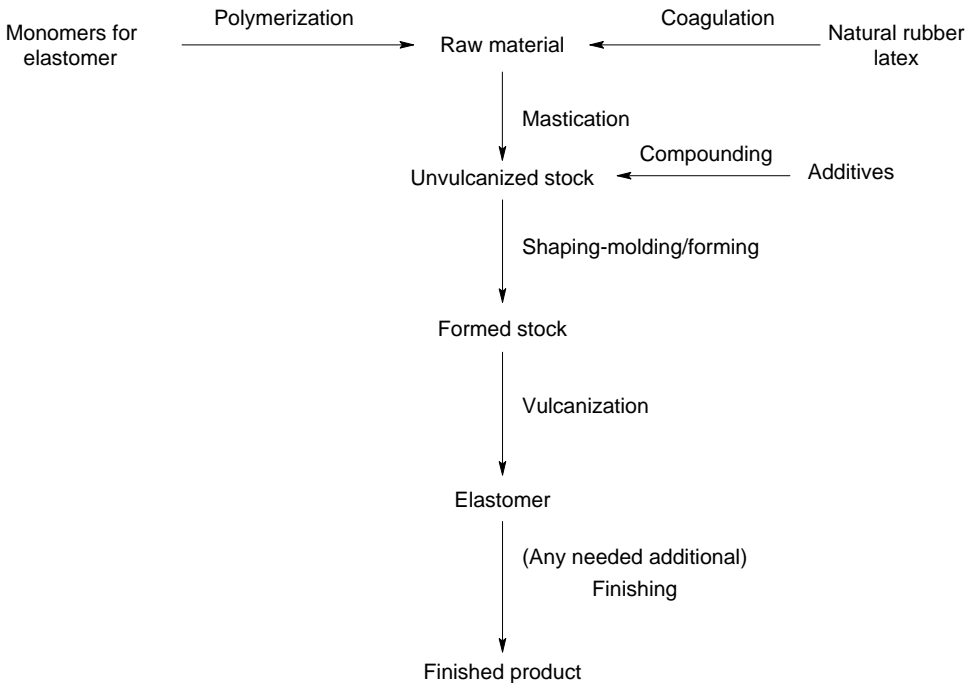 Polymerization
Coagulation
Monomers for
elastomer
Raw material
Natural rubber
latex
Mastication
Compounding
Unvulcanized stock
Additives
Shaping-molding/forming
Formed stock
Vulcanization
Elastomer
(Any needed additional)
Finishing
Finished product